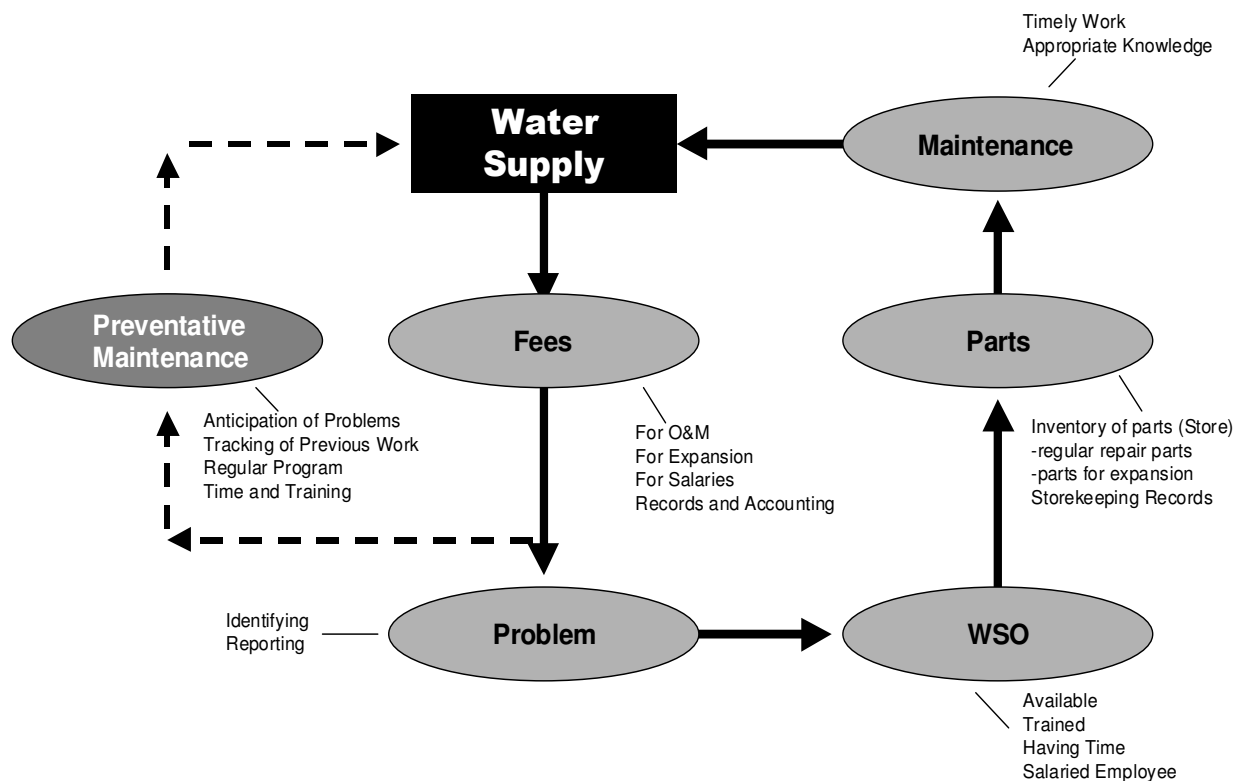 Timely Work
Appropriate Knowledge
Water
Supply
Maintenance
Preventative
Maintenance
Fees
Parts
Anticipation of Problems
Tracking of Previous Work
Regular Program
Time and Training
For O&M
For Expansion
For Salaries
Records and Accounting
Inventory of parts (Store)
-regular repair parts
-parts for expansion
Storekeeping Records
Identifying
Reporting
Problem
WSO
Available
Trained
Having Time
Salaried Employee